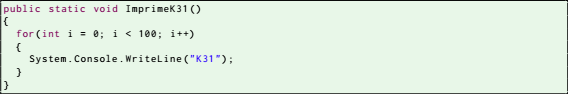 public static void ImprimeK31()
{
  for(int i = 0; i < 100; i++)
  {
    System.Console.WriteLine("K31");
  }
}